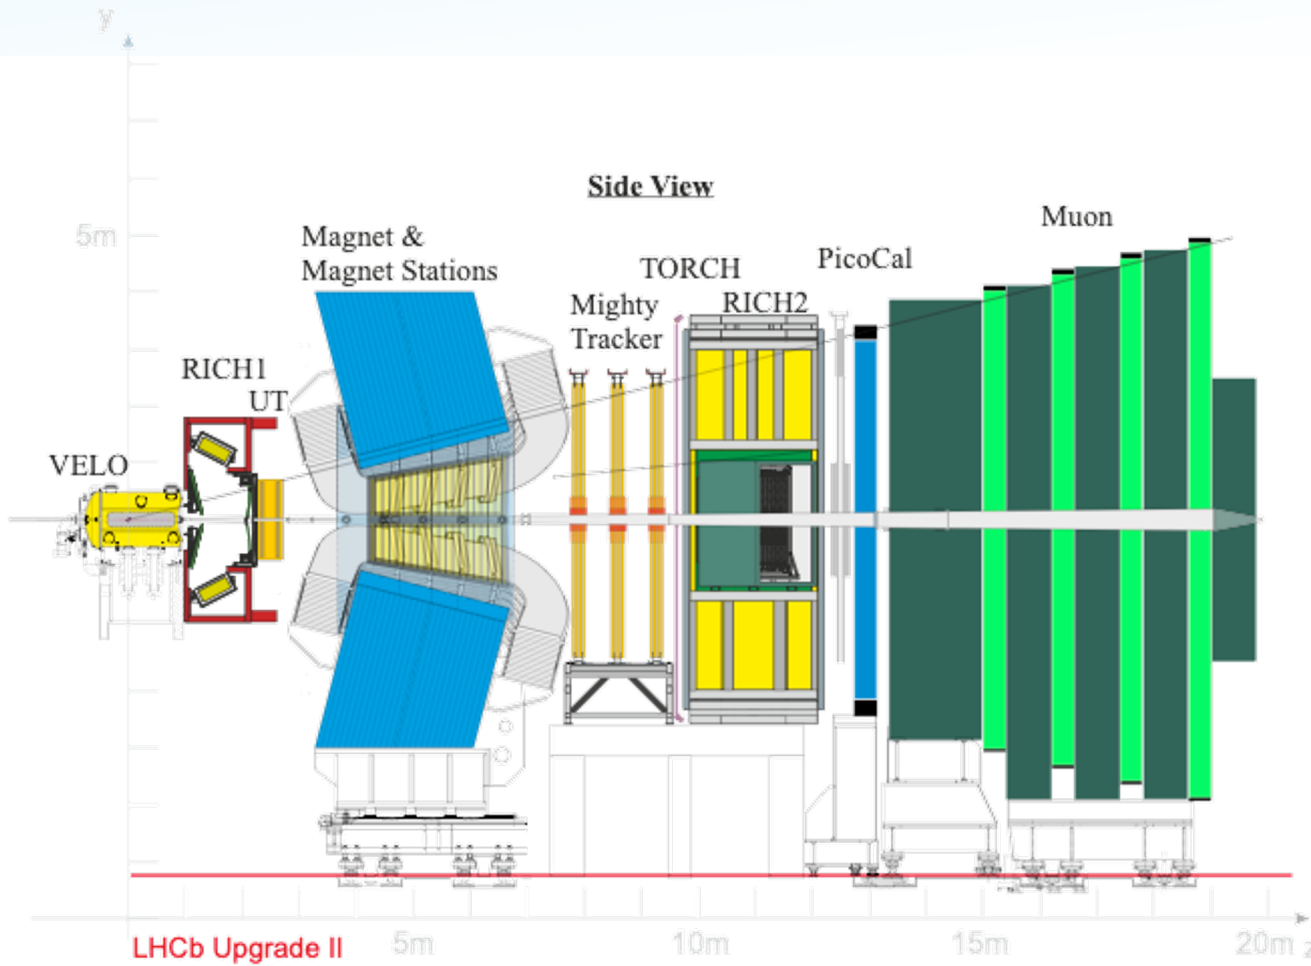 y
Side View
5m
Magnet &
Magnet Stations
Muon
PicoCal
TORCH
Mighty
Tracker
RICH2
RICH1
UT
VELO
LHCb Upgrade II
5m
10m
15m
20m
z